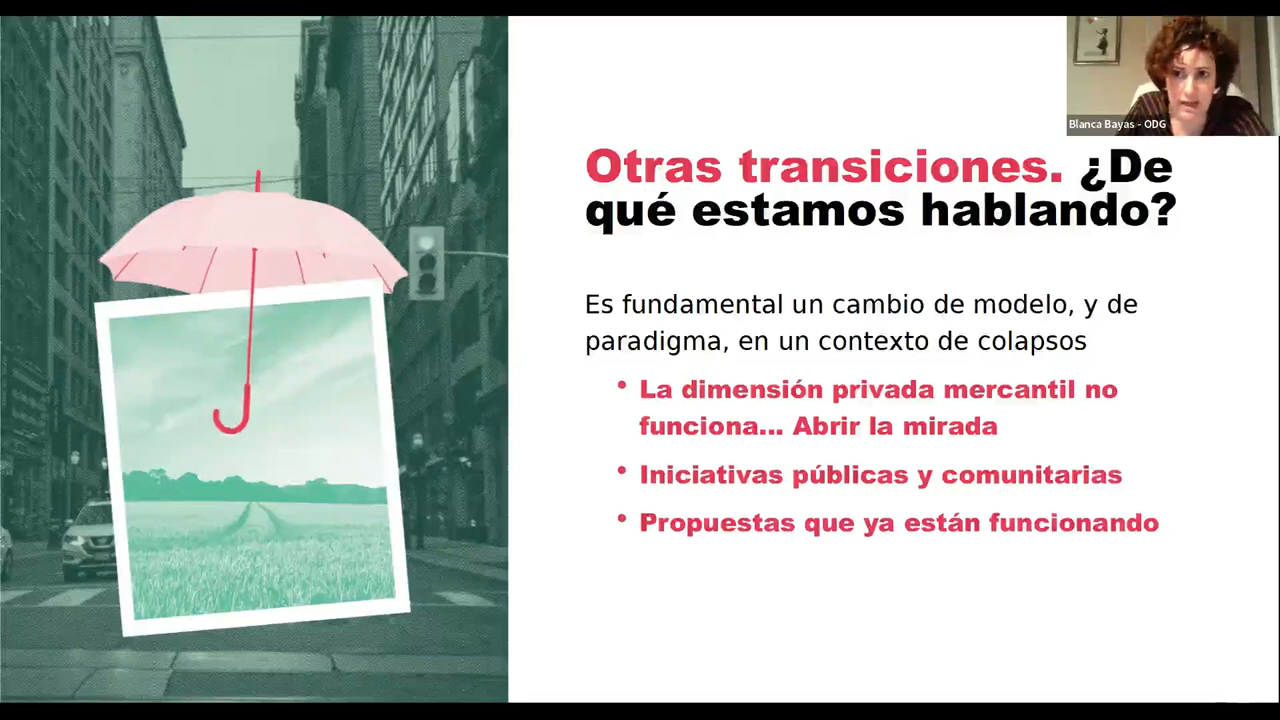 Blanca Bayas - ODG
Otras transiciones. ¿De
qué estamos hablando?
Es fundamental un cambio de modelo, y de
paradigma, en un contexto de colapsos
• La dimensión privada mercantil no
funciona... Abrir la mirada
• Iniciativas públicas y comunitarias
• Propuestas que ya están funcionando